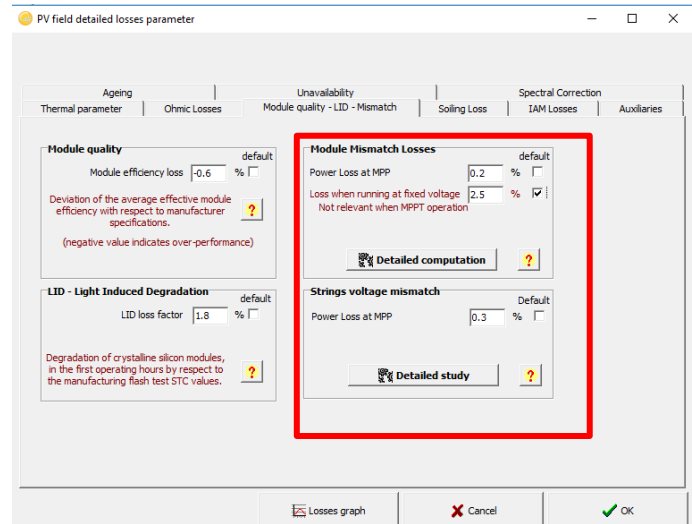 PV field detailed losses parameter
Ageing
Unavailability
Spectral Correction
Thermal parameter
Ohmic Losses
Module quality - LID - Mismatch
Soiling Loss
IAM Losses
Auxiliaries
Module quality
default
Module efficiency loss -0.6 %
Deviation of the average effective module
efficiency with respect to manufacturer
specifications.
?
(negative value indicates over-performance)
LID - Light Induced Degradation
default
LID loss factor 1.8 %
Degradation of crystalline silicon modules,
in the first operating hours by respect to
the manufacturing flash test STC values.
?
Module Mismatch Losses
default
Power Loss at MPP 0.2 %
Loss when running at fixed voltage 2.5 %
Not relevant when MPPT operation
Detailed computation ?
Strings voltage mismatch
Default
Power Loss at MPP 0.3 %
Detailed study ?
Losses graph
Cancel
OK